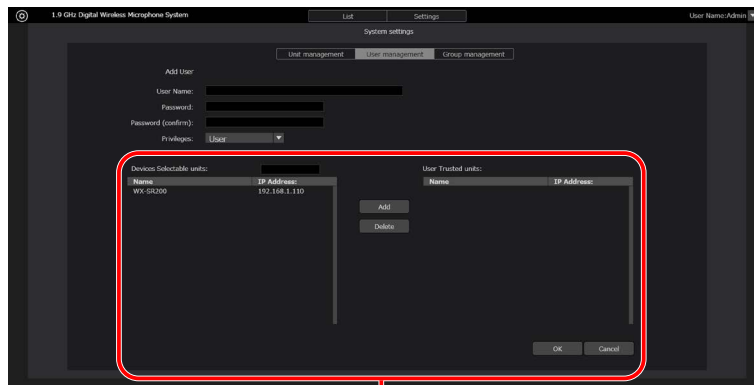 1.9 GHz Digital Wireless Microphone System List Settings User Name:Admin
System settings
Unit management User management Group management
Add User
User Name:
Password:
Password (confirm):
Privileges: User
Devices Selectable units: User Trusted units:
Name IP Address: Name IP Address:
WX-SR200 192.168.1.110
Add
Delete
OK Cancel